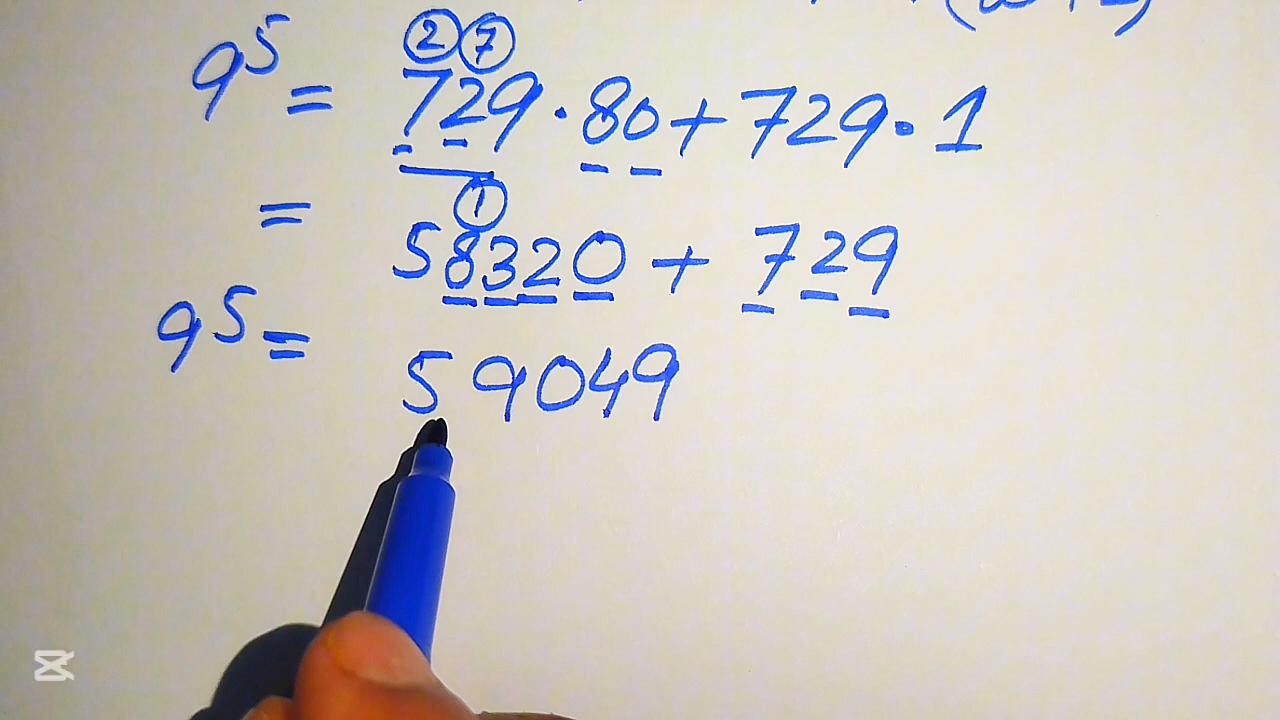 ② ⑦
9⁵ = 729 · 80 + 729 · 1
①
= 58320 + 729
9⁵ = 59049